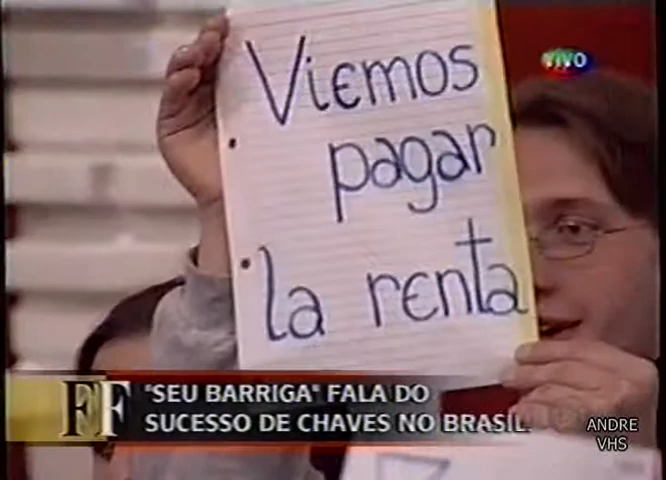 Viemos
pagar
la renta
VIVO
FF
"SEU BARRIGA" FALA DO
SUCESSO DE CHAVES NO BRASIL.
ANDRE
VHS